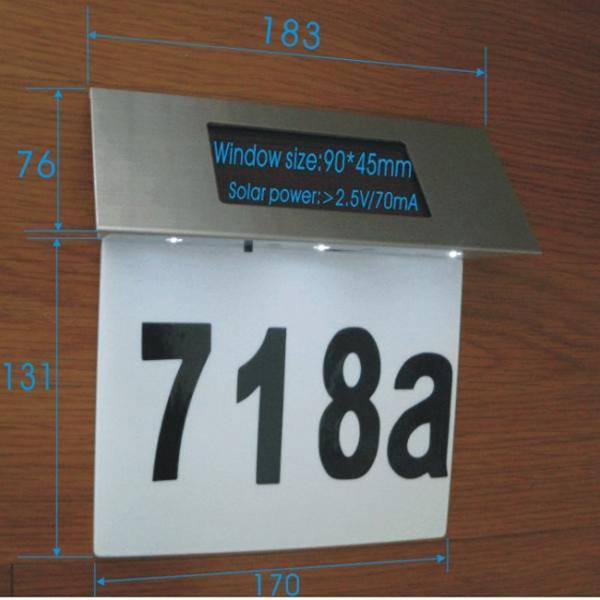 183
76
Window size:90*45mm
Solar power:>2.5V/70mA
131
718a
170